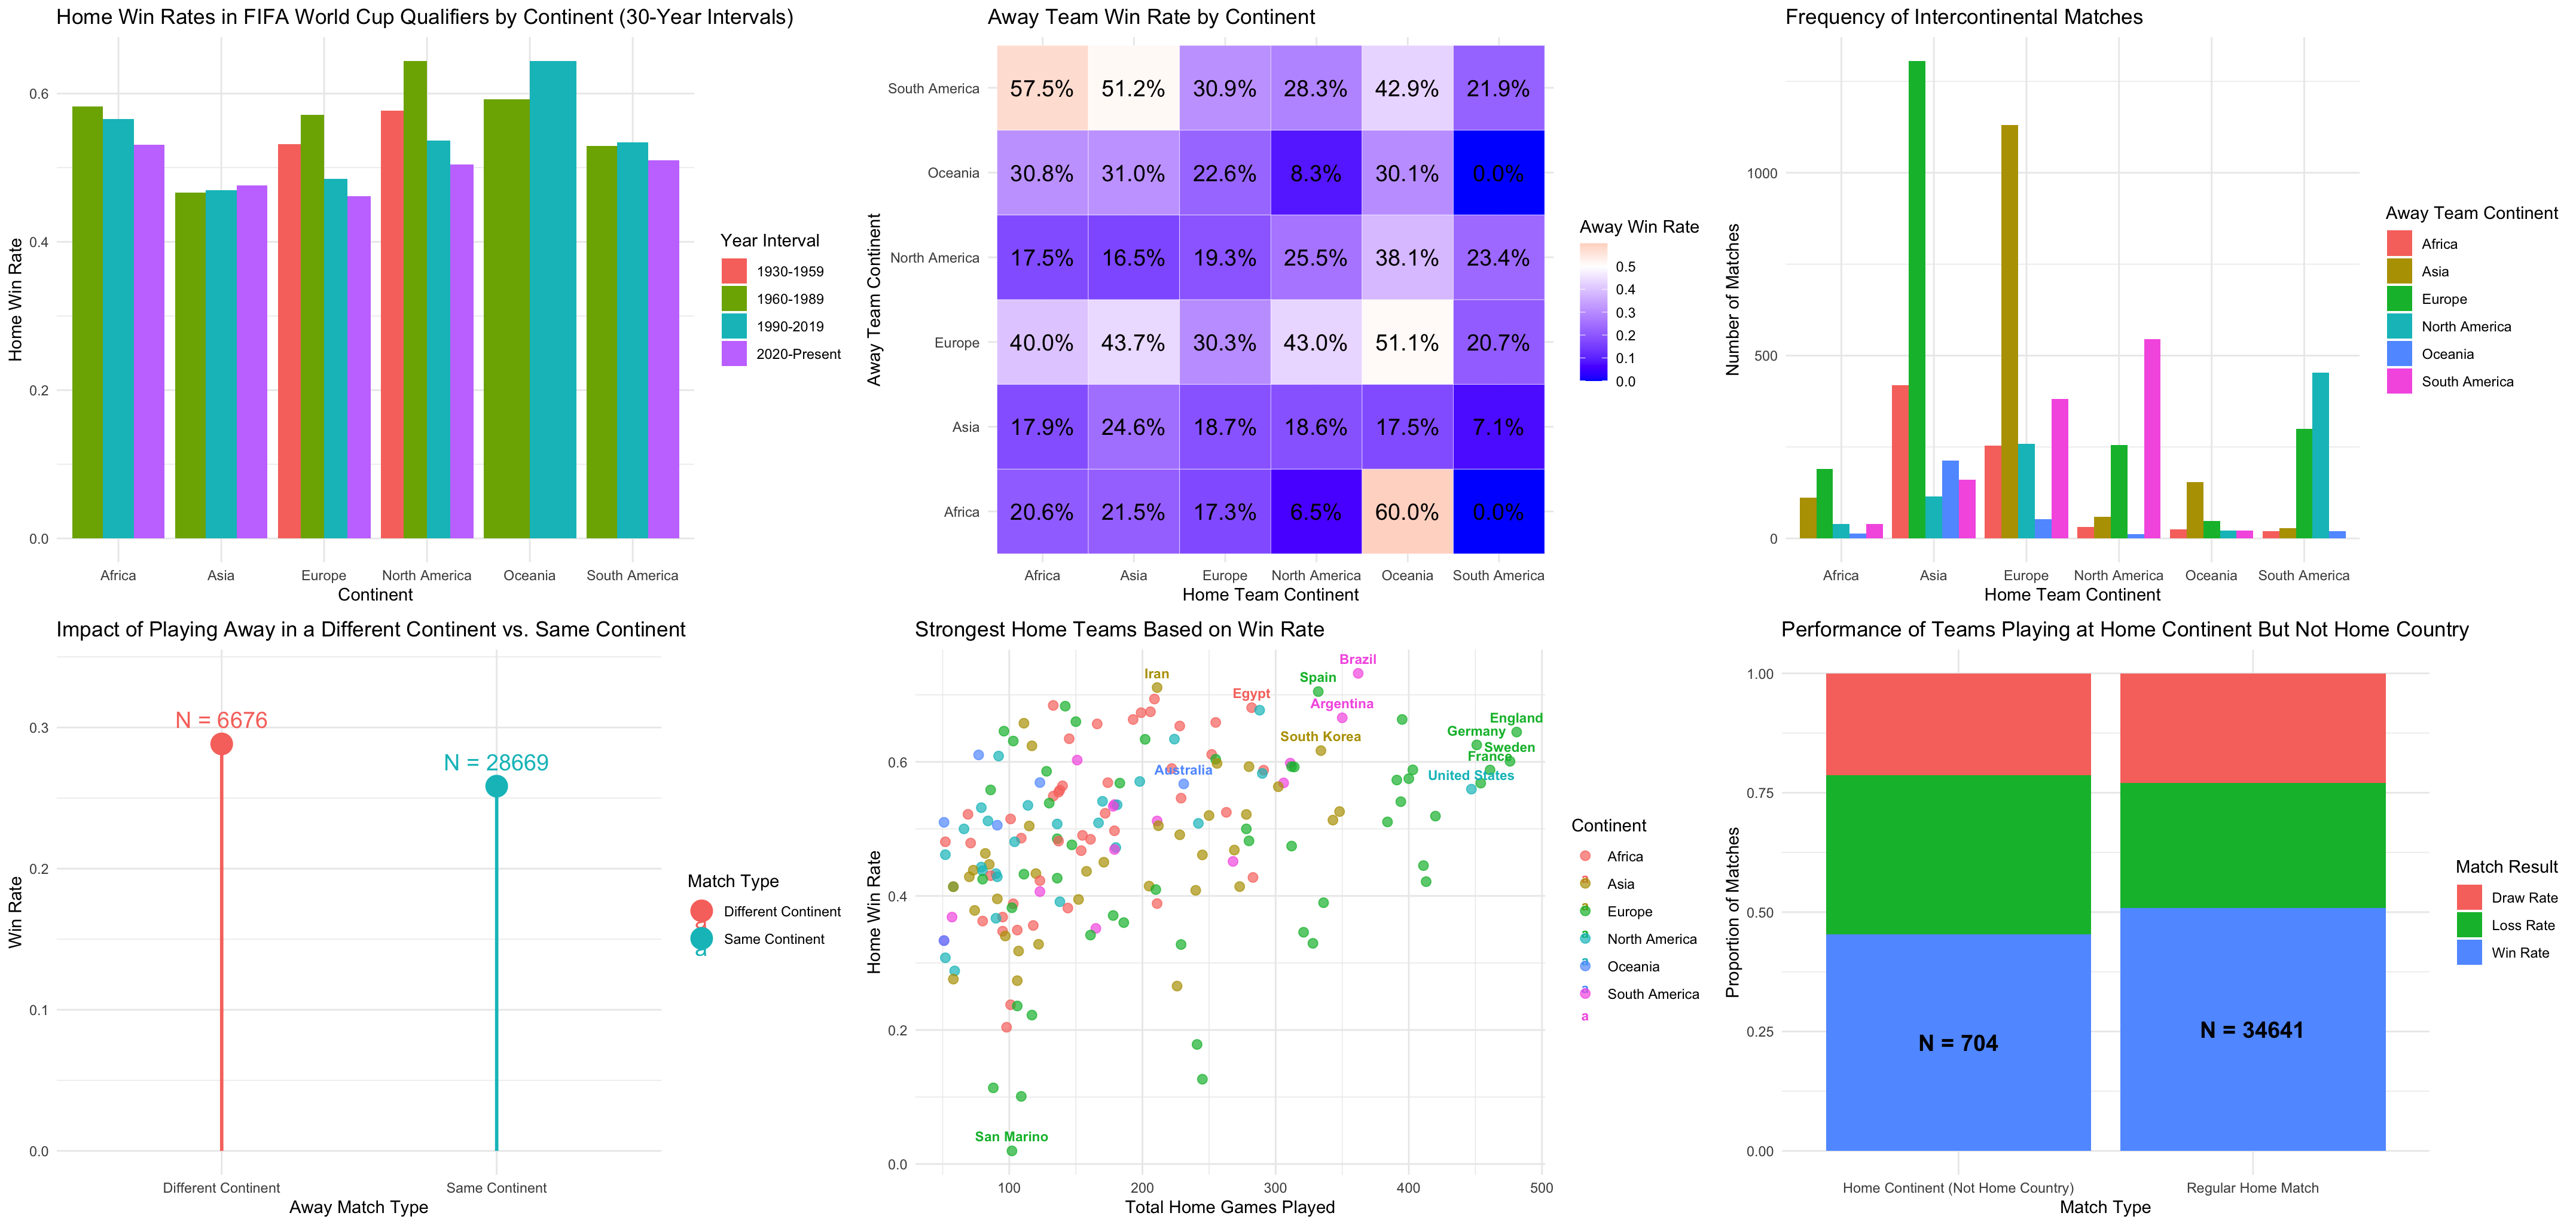 Home Win Rates in FIFA World Cup Qualifiers by Continent (30-Year Intervals)
Home Win Rate
0.6
0.4
0.2
0.0
Africa
Asia
Europe
North America
Oceania
South America
Continent
Year Interval
1930-1959
1960-1989
1990-2019
2020-Present
Away Team Win Rate by Continent
Away Team Continent
South America
57.5% 51.2% 30.9% 28.3% 42.9% 21.9%
Oceania
30.8% 31.0% 22.6% 8.3% 30.1% 0.0%
North America
17.5% 16.5% 19.3% 25.5% 38.1% 23.4%
Europe
40.0% 43.7% 30.3% 43.0% 51.1% 20.7%
Asia
17.9% 24.6% 18.7% 18.6% 17.5% 7.1%
Africa
20.6% 21.5% 17.3% 6.5% 60.0% 0.0%
Africa
Asia
Europe
North America
Oceania
South America
Home Team Continent
Away Win Rate
0.5
0.4
0.3
0.2
0.1
0.0
Frequency of Intercontinental Matches
Number of Matches
1000
500
0
Africa
Asia
Europe
North America
Oceania
South America
Home Team Continent
Away Team Continent
Africa
Asia
Europe
North America
Oceania
South America
Impact of Playing Away in a Different Continent vs. Same Continent
Win Rate
0.3
0.2
0.1
0.0
N = 6676
N = 28669
Different Continent
Same Continent
Away Match Type
Match Type
Different Continent
a
Same Continent
a
Strongest Home Teams Based on Win Rate
Home Win Rate
0.6
0.4
0.2
0.0
Brazil
Iran
Spain
Egypt
Argentina
England
Germany
South Korea
Sweden
France
Australia
United States
San Marino
100
200
300
400
500
Total Home Games Played
Continent
Africa
a
Asia
a
Europe
a
North America
a
Oceania
a
South America
a
Performance of Teams Playing at Home Continent But Not Home Country
Proportion of Matches
1.00
0.75
0.50
0.25
0.00
N = 704
N = 34641
Home Continent (Not Home Country)
Regular Home Match
Match Type
Match Result
Draw Rate
Loss Rate
Win Rate